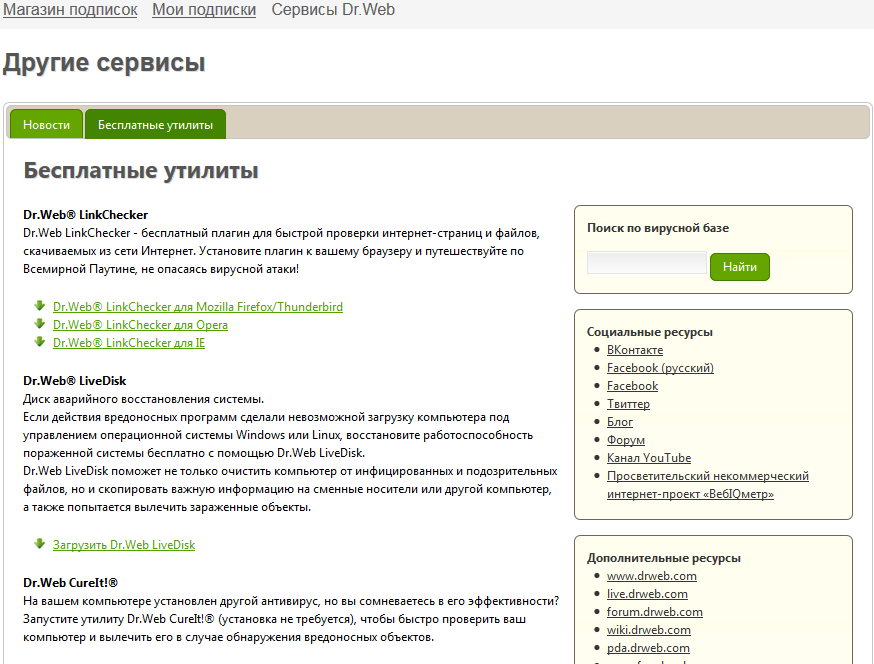 Магазин подписок Мои подписки Сервисы Dr.Web
Другие сервисы
Новости Бесплатные утилиты
Бесплатные утилиты
Dr.Web® LinkChecker
Dr.Web LinkChecker - бесплатный плагин для быстрой проверки интернет-страниц и файлов,
скачиваемых из сети Интернет. Установите плагин к вашему браузеру и путешествуйте по
Всемирной Паутине, не опасаясь вирусной атаки!
Dr.Web® LinkChecker для Mozilla Firefox/Thunderbird
Dr.Web® LinkChecker для Opera
Dr.Web® LinkChecker для IE
Dr.Web® LiveDisk
Диск аварийного восстановления системы.
Если действия вредоносных программ сделали невозможной загрузку компьютера под
управлением операционной системы Windows или Linux, восстановите работоспособность
пораженной системы бесплатно с помощью Dr.Web LiveDisk.
Dr.Web LiveDisk поможет не только очистить компьютер от инфицированных и подозрительных
файлов, но и скопировать важную информацию на сменные носители или другой компьютер,
а также попытается вылечить зараженные объекты.
Загрузить Dr.Web LiveDisk
Dr.Web CureIt!®
На вашем компьютере установлен другой антивирус, но вы сомневаетесь в его эффективности?
Запустите утилиту Dr.Web CureIt!® (установка не требуется), чтобы быстро проверить ваш
компьютер и вылечить его в случае обнаружения вредоносных объектов.
Поиск по вирусной базе
Найти
Социальные ресурсы
ВКонтакте
Facebook (русский)
Facebook
Твиттер
Блог
Форум
Канал YouTube
Просветительский некоммерческий
интернет-проект «ВебIQметр»
Дополнительные ресурсы
www.drweb.com
live.drweb.com
forum.drweb.com
wiki.drweb.com
pda.drweb.com